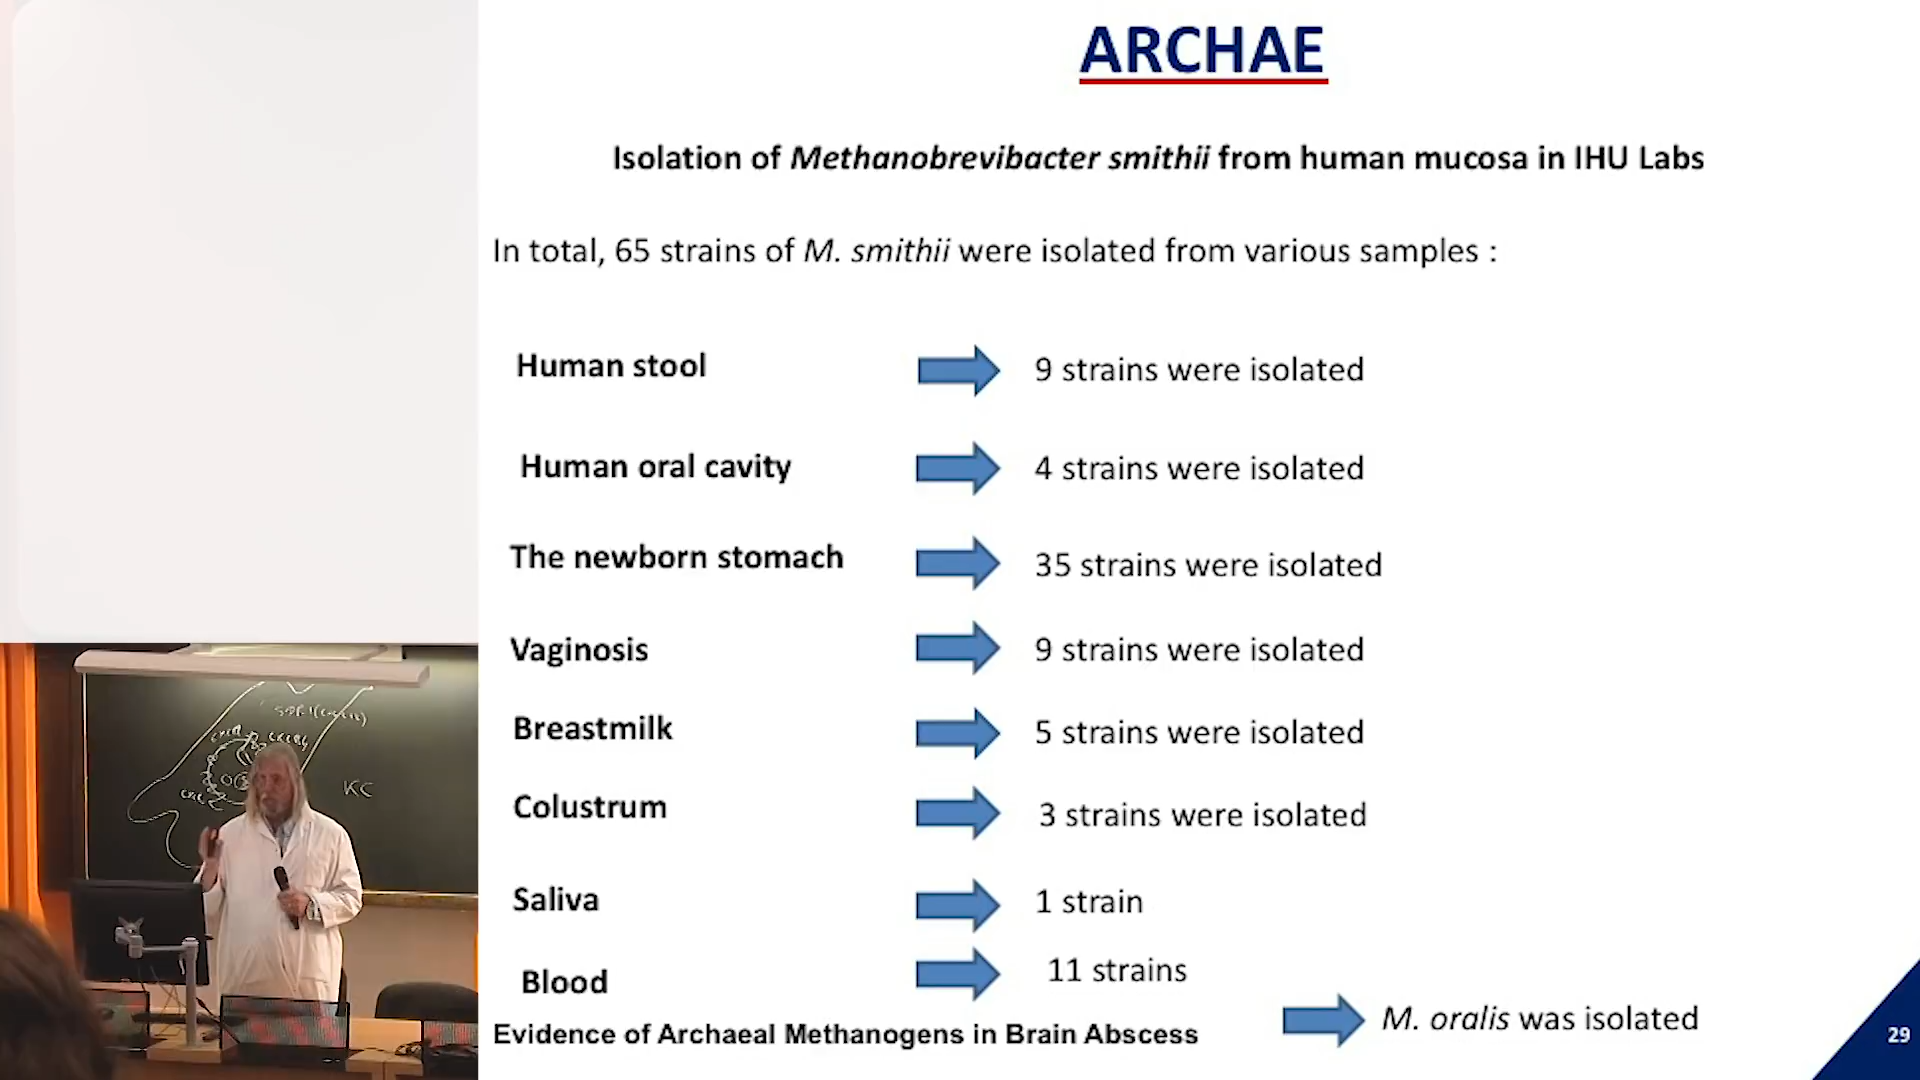 ARCHAE
Isolation of Methanobrevibacter smithii from human mucosa in IHU Labs
In total, 65 strains of M. smithii were isolated from various samples :
Human stool 9 strains were isolated
Human oral cavity 4 strains were isolated
The newborn stomach 35 strains were isolated
Vaginosis 9 strains were isolated
Breastmilk 5 strains were isolated
Colustrum 3 strains were isolated
Saliva 1 strain
Blood 11 strains
Evidence of Archaeal Methanogens in Brain Abscess M. oralis was isolated
29
KC